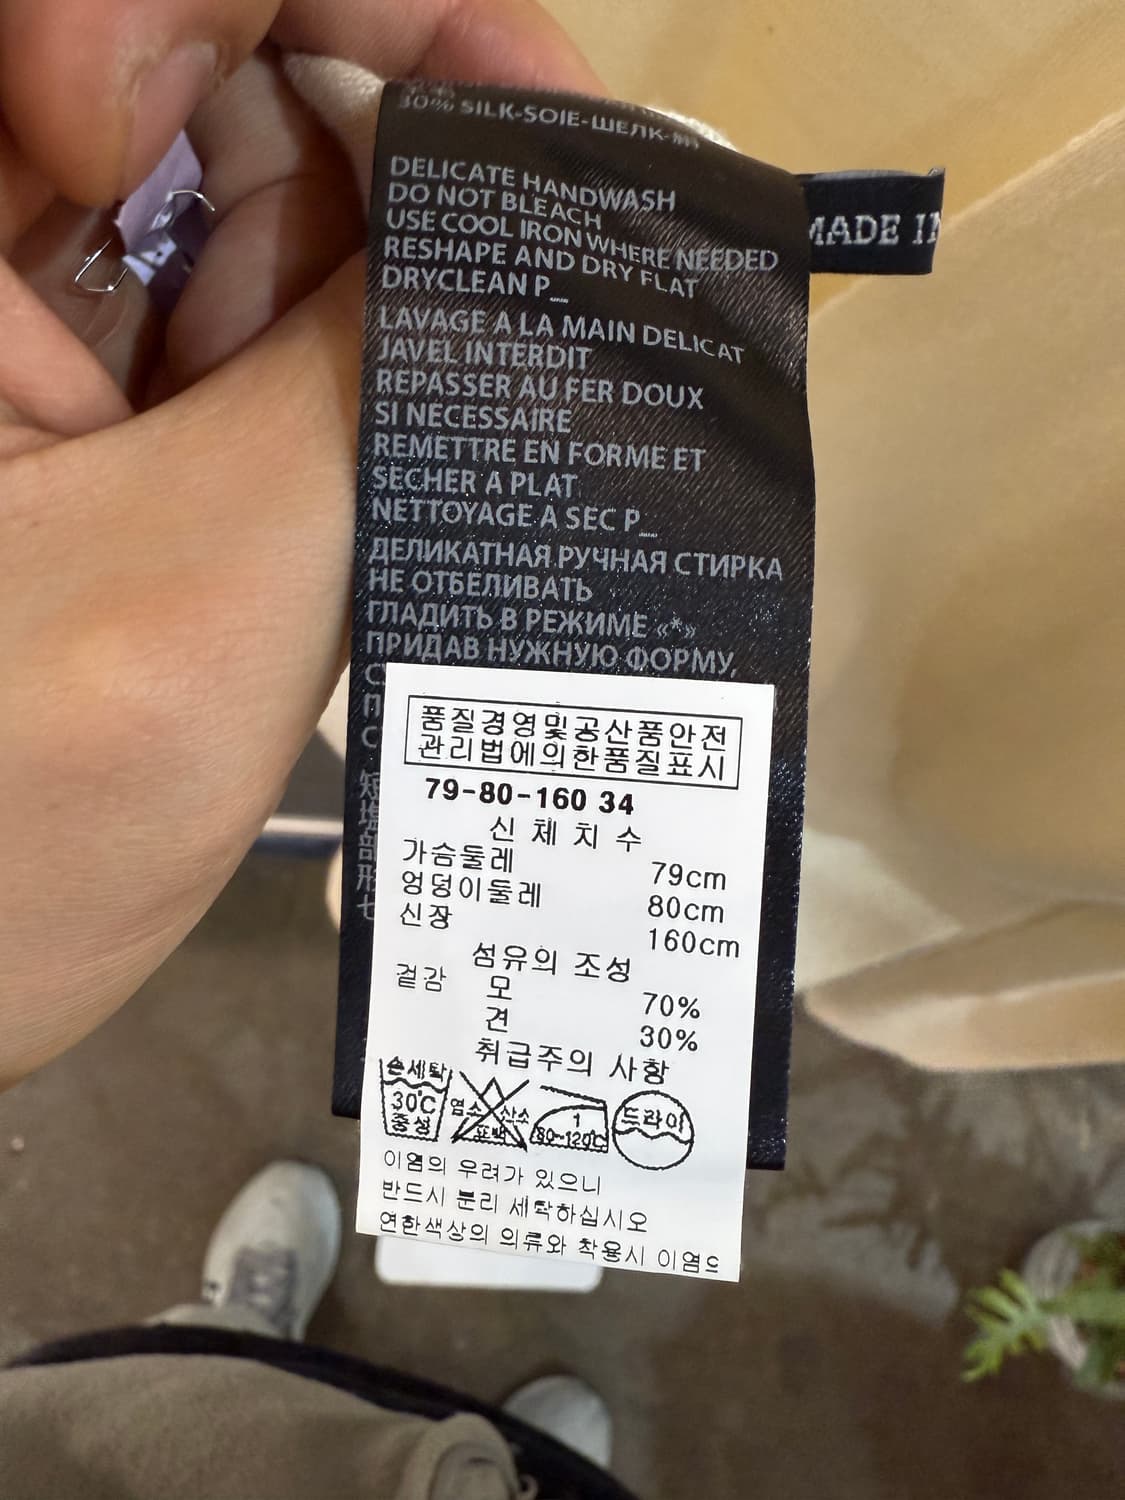 30% SILK-SOIE-ШЕЛК-絹
DELICATE HANDWASH
DO NOT BLEACH
USE COOL IRON WHERE NEEDED
RESHAPE AND DRY FLAT
DRYCLEAN P
LAVAGE A LA MAIN DELICAT
JAVEL INTERDIT
REPASSER AU FER DOUX
SI NECESSAIRE
REMETTRE EN FORME ET
SECHER A PLAT
NETTOYAGE A SEC P
ДЕЛИКАТНАЯ РУЧНАЯ СТИРКА
НЕ ОТБЕЛИВАТЬ
ГЛАДИТЬ В РЕЖИМЕ «*»
ПРИДАВ НУЖНУЮ ФОРМУ,
MADE IN
품질경영및공산품안전
관리법에의한품질표시
79-80-160 34
신 체 치 수
가슴둘레 79cm
엉덩이둘레 80cm
신장 160cm
섬유의 조성
겉감 모 70%
견 30%
취급주의 사항
손세탁 30℃ 중성
염소 산소 표백
1 80~120℃
드라이
이염의 우려가 있으니
반드시 분리 세탁하십시오
연한색상의 의류와 착용시 이염으